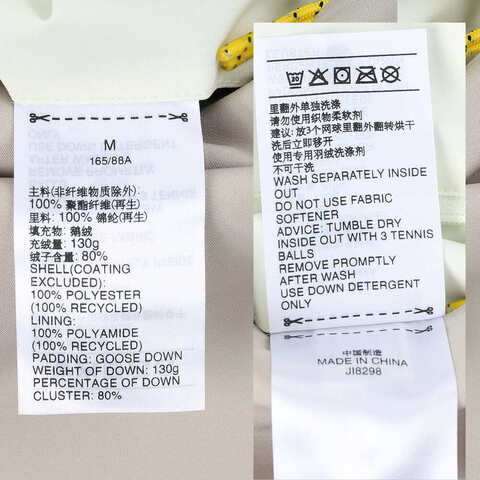 M
165/88A
主料(非纤维物质除外):
100% 聚酯纤维(再生)
里料: 100% 锦纶(再生)
填充物: 鹅绒
充绒量: 130g
绒子含量: 80%
SHELL(COATING
EXCLUDED):
100% POLYESTER
(100% RECYCLED)
LINING:
100% POLYAMIDE
(100% RECYCLED)
PADDING: GOOSE DOWN
WEIGHT OF DOWN: 130g
PERCENTAGE OF DOWN
CLUSTER: 80%
30
里翻外单独洗涤
请勿使用织物柔软剂
建议: 放3个网球里翻外翻转烘干
洗后立即移开
使用专用羽绒洗涤剂
不可干洗
WASH SEPARATELY INSIDE
OUT
DO NOT USE FABRIC
SOFTENER
ADVICE: TUMBLE DRY
INSIDE OUT WITH 3 TENNIS
BALLS
REMOVE PROMPTLY
AFTER WASH
USE DOWN DETERGENT
ONLY
中国制造
MADE IN CHINA
JI8298